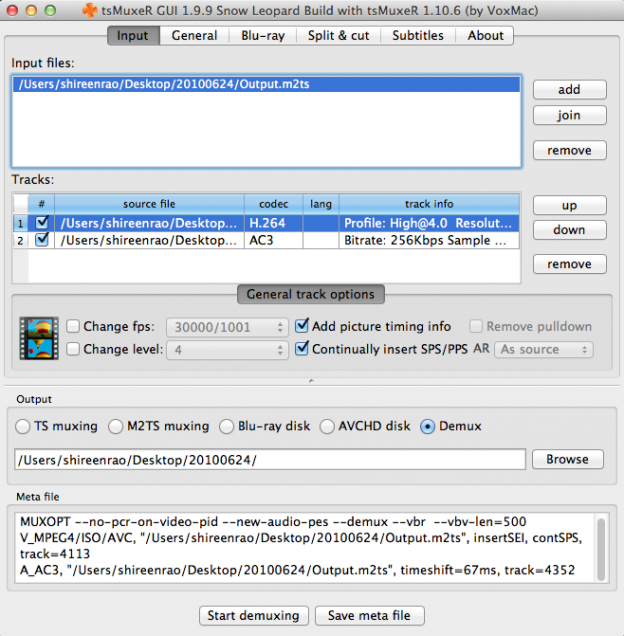 tsMuxeR GUI 1.9.9 Snow Leopard Build with tsMuxeR 1.10.6 (by VoxMac)
Input General Blu-ray Split & cut Subtitles About
Input files:
/Users/shireenrao/Desktop/20100624/Output.m2ts
add
join
remove
Tracks:
# source file codec lang track info
1 /Users/shireenrao/Desktop... H.264 Profile: High@4.0 Resolut...
2 /Users/shireenrao/Desktop... AC3 Bitrate: 256Kbps Sample ...
up
down
remove
General track options
Change fps: 30000/1001 Add picture timing info Remove pulldown
Change level: 4 Continually insert SPS/PPS AR As source
Output
TS muxing M2TS muxing Blu-ray disk AVCHD disk Demux
/Users/shireenrao/Desktop/20100624/ Browse
Meta file
MUXOPT --no-pcr-on-video-pid --new-audio-pes --demux --vbr --vbv-len=500
V_MPEG4/ISO/AVC, "/Users/shireenrao/Desktop/20100624/Output.m2ts", insertSEI, contSPS,
track=4113
A_AC3, "/Users/shireenrao/Desktop/20100624/Output.m2ts", timeshift=67ms, track=4352
Start demuxing Save meta file